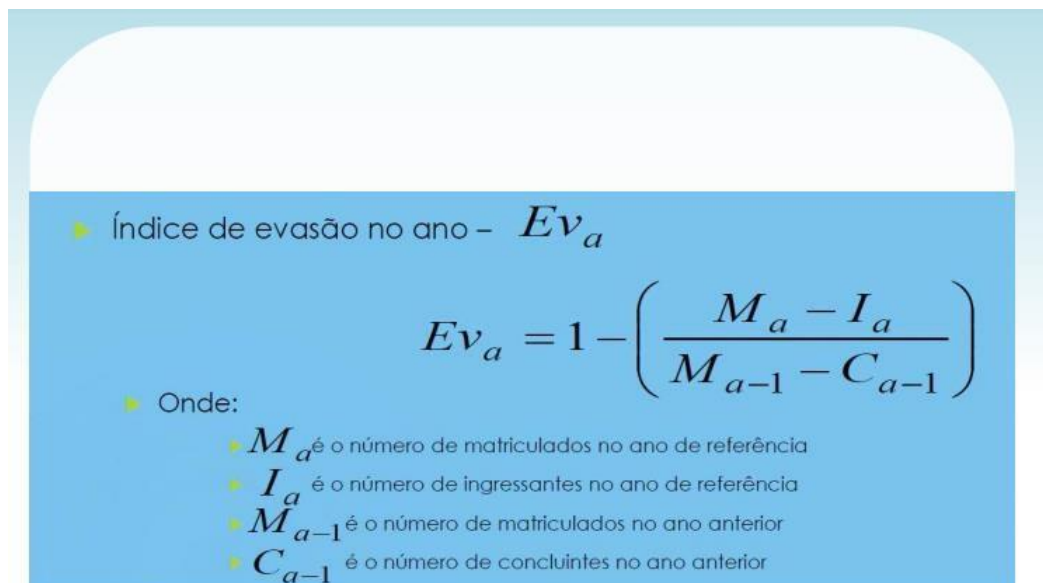 Índice de evasão no ano – Ev_a
Ev_a = 1 − ( (M_a − I_a) / (M_{a−1} − C_{a−1}) )
Onde:
M_a é o número de matriculados no ano de referência
I_a é o número de ingressantes no ano de referência
M_{a−1} é o número de matriculados no ano anterior
C_{a−1} é o número de concluintes no ano anterior